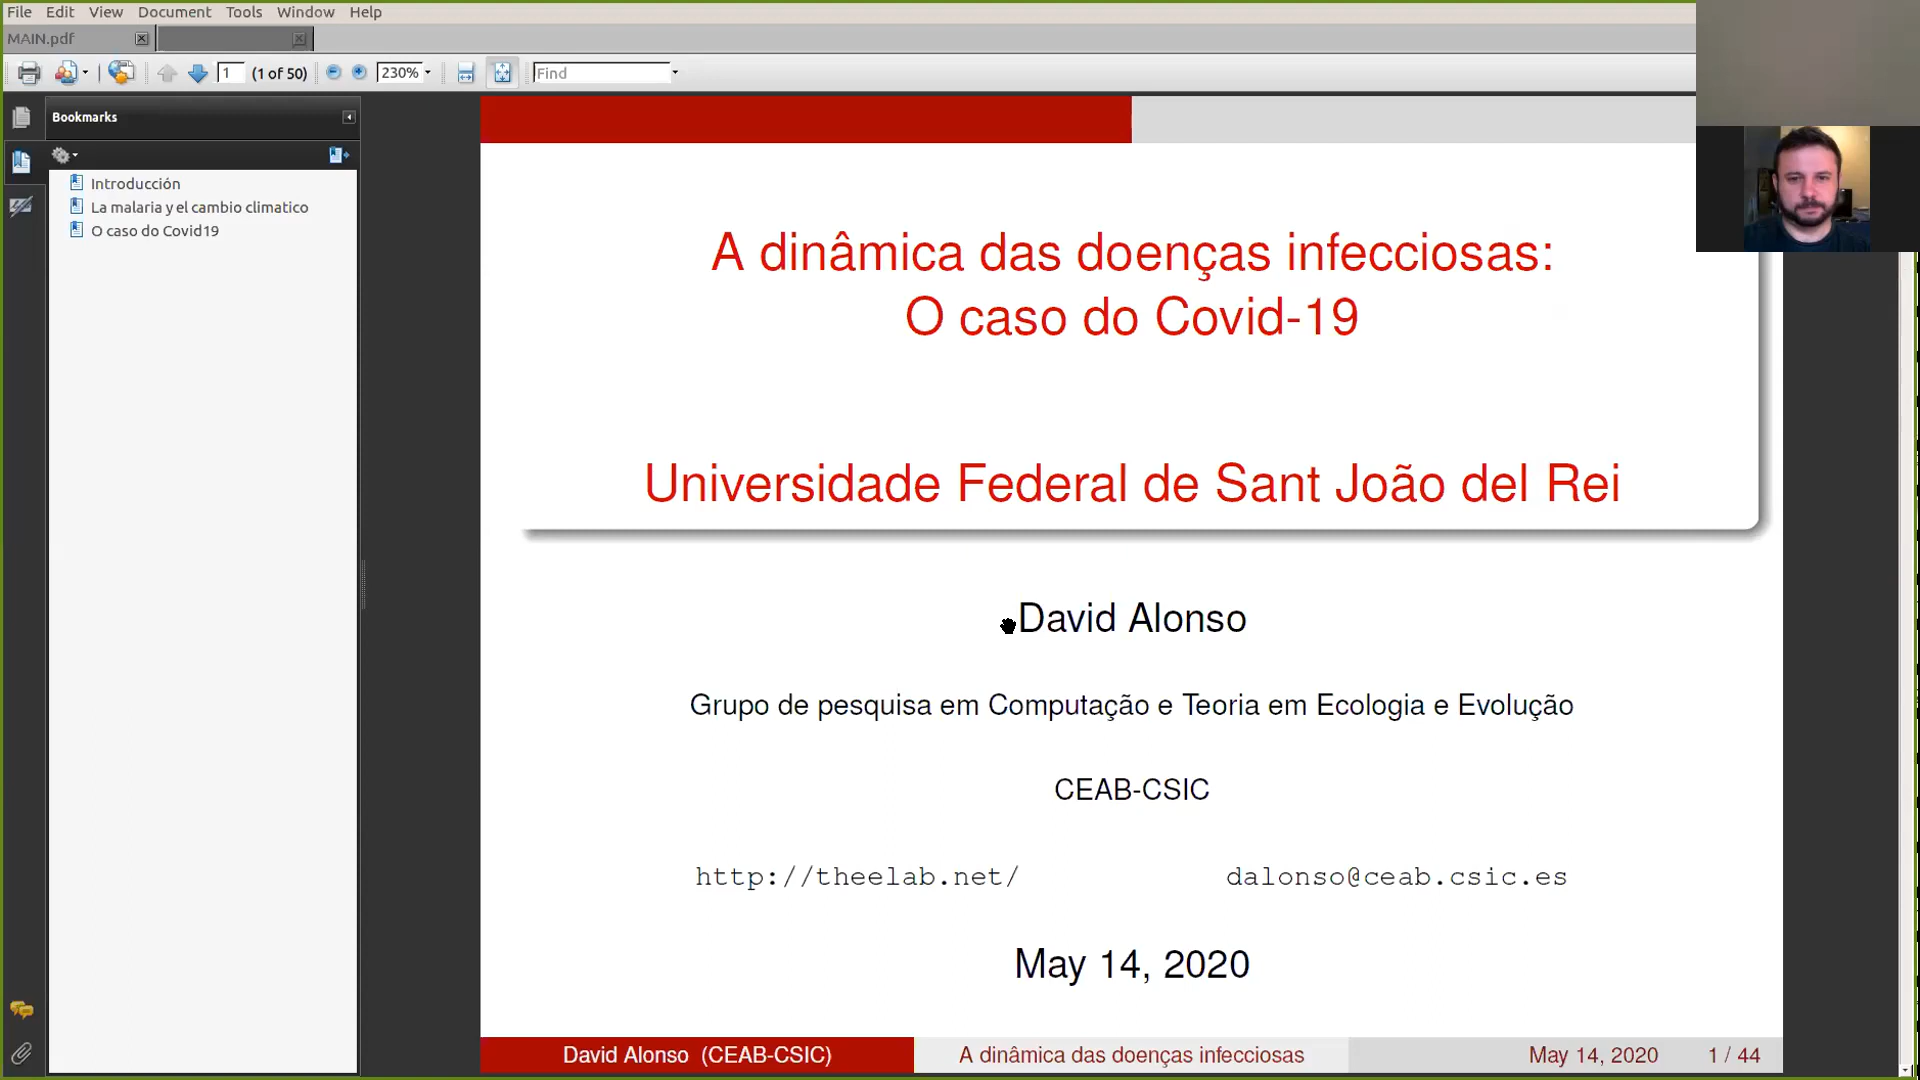 File Edit View Document Tools Window Help
MAIN.pdf
1 (1 of 50) 230% Find
Bookmarks
Introducción
La malaria y el cambio climatico
O caso do Covid19
A dinâmica das doenças infecciosas:
O caso do Covid-19
Universidade Federal de Sant João del Rei
David Alonso
Grupo de pesquisa em Computação e Teoria em Ecologia e Evolução
CEAB-CSIC
http://theelab.net/ dalonso@ceab.csic.es
May 14, 2020
David Alonso (CEAB-CSIC) A dinâmica das doenças infecciosas May 14, 2020 1 / 44